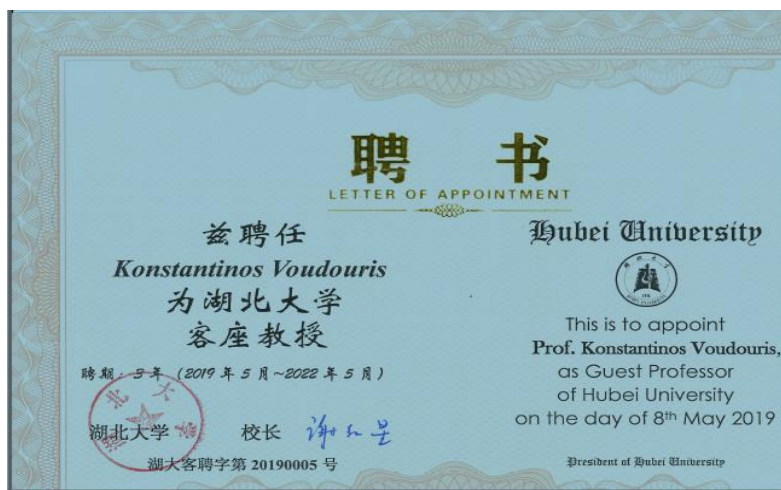 聘 书
LETTER OF APPOINTMENT
兹聘任
Konstantinos Voudouris
为湖北大学
客座教授
聘期：3年（2019年5月~2022年5月）
湖北大学 校长 谢红星
湖大客聘字第 20190005 号
Hubei University
This is to appoint
Prof. Konstantinos Voudouris,
as Guest Professor
of Hubei University
on the day of 8th May 2019
President of Hubei University